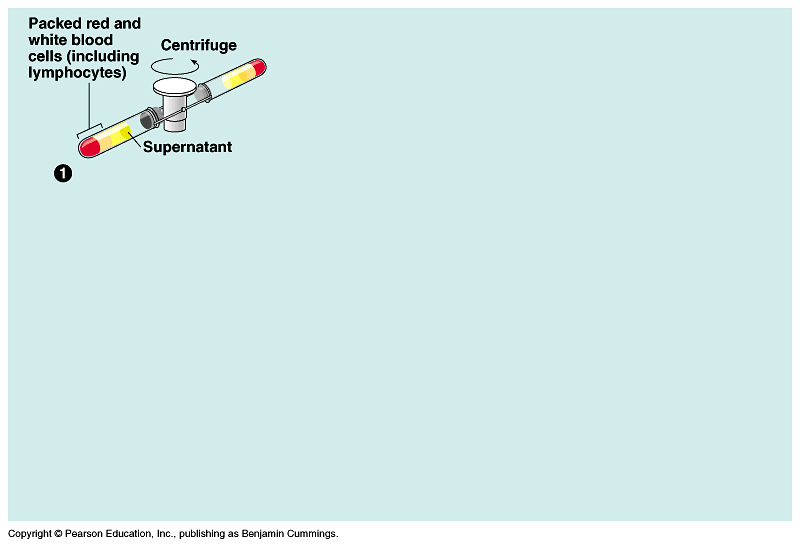 Packed red and
white blood
cells (including
lymphocytes)
Centrifuge
Supernatant
1
Copyright © Pearson Education, Inc., publishing as Benjamin Cummings.